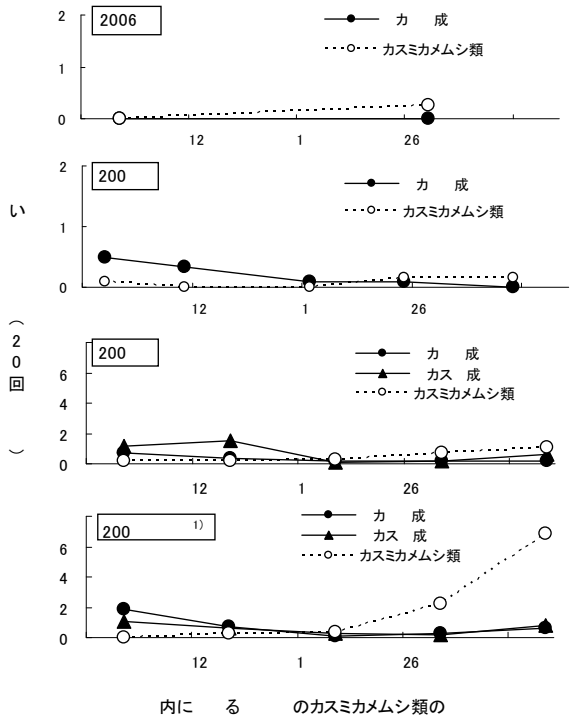 2006
カ 成
カスミカメムシ類
2
1
0
12 1 26
200
カ 成
カスミカメムシ類
2
1
0
12 1 26
200
カ 成
カス 成
カスミカメムシ類
6
4
2
0
12 1 26
200 1)
カ 成
カス 成
カスミカメムシ類
6
4
2
0
12 1 26
い
(20回 )
内に る のカスミカメムシ類の